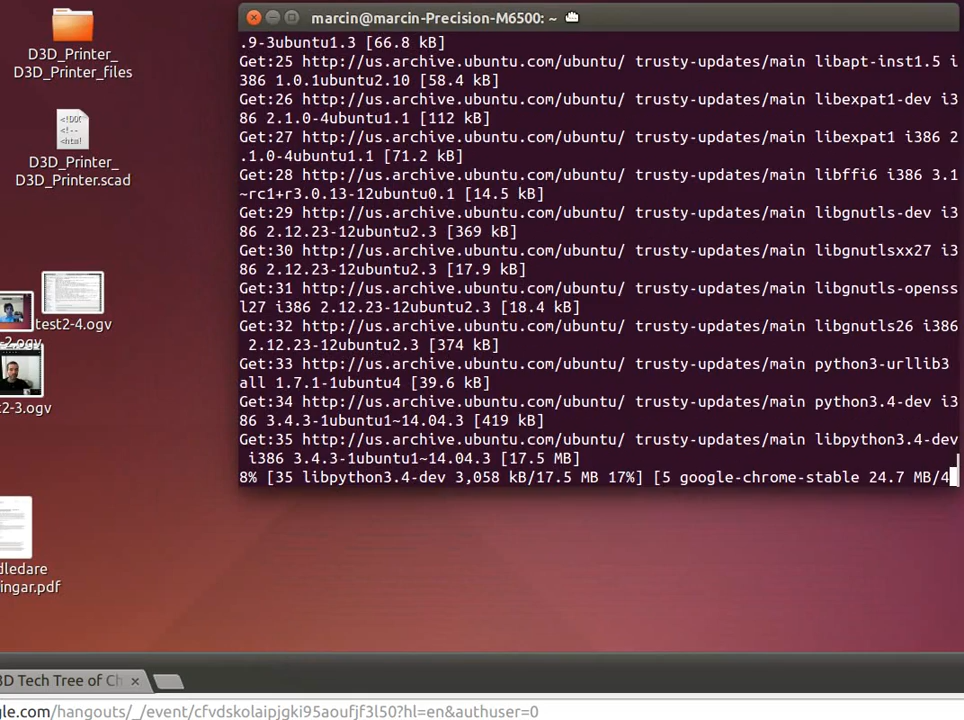 marcin@marcin-Precision-M6500: ~
D3D_Printer_
D3D_Printer_files
<!DO
<!--
<htm
D3D_Printer_
D3D_Printer.scad
test2-4.ogv
-2.ogv
2-3.ogv
dledare
ingar.pdf
.9-3ubuntu1.3 [66.8 kB]
Get:25 http://us.archive.ubuntu.com/ubuntu/ trusty-updates/main libapt-inst1.5 i
386 1.0.1ubuntu2.10 [58.4 kB]
Get:26 http://us.archive.ubuntu.com/ubuntu/ trusty-updates/main libexpat1-dev i3
86 2.1.0-4ubuntu1.1 [112 kB]
Get:27 http://us.archive.ubuntu.com/ubuntu/ trusty-updates/main libexpat1 i386 2
.1.0-4ubuntu1.1 [71.2 kB]
Get:28 http://us.archive.ubuntu.com/ubuntu/ trusty-updates/main libffi6 i386 3.1
~rc1+r3.0.13-12ubuntu0.1 [14.5 kB]
Get:29 http://us.archive.ubuntu.com/ubuntu/ trusty-updates/main libgnutls-dev i3
86 2.12.23-12ubuntu2.3 [369 kB]
Get:30 http://us.archive.ubuntu.com/ubuntu/ trusty-updates/main libgnutlsxx27 i3
86 2.12.23-12ubuntu2.3 [17.9 kB]
Get:31 http://us.archive.ubuntu.com/ubuntu/ trusty-updates/main libgnutls-openss
l27 i386 2.12.23-12ubuntu2.3 [18.4 kB]
Get:32 http://us.archive.ubuntu.com/ubuntu/ trusty-updates/main libgnutls26 i386
2.12.23-12ubuntu2.3 [374 kB]
Get:33 http://us.archive.ubuntu.com/ubuntu/ trusty-updates/main python3-urllib3
all 1.7.1-1ubuntu4 [39.6 kB]
Get:34 http://us.archive.ubuntu.com/ubuntu/ trusty-updates/main python3.4-dev i3
86 3.4.3-1ubuntu1~14.04.3 [419 kB]
Get:35 http://us.archive.ubuntu.com/ubuntu/ trusty-updates/main libpython3.4-dev
i386 3.4.3-1ubuntu1~14.04.3 [17.5 MB]
8% [35 libpython3.4-dev 3,058 kB/17.5 MB 17%] [5 google-chrome-stable 24.7 MB/4
3D Tech Tree of Ch
gle.com/hangouts/_/event/cfvdskolaipjgki95aoufjf3l50?hl=en&authuser=0